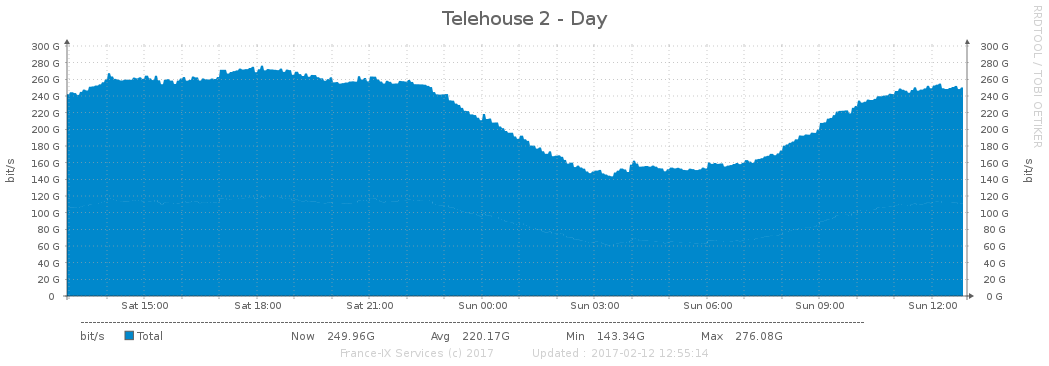 Telehouse 2 - Day
RRDTOOL / TOBI OETIKER
bit/s
300 G 300 G
280 G 280 G
260 G 260 G
240 G 240 G
220 G 220 G
200 G 200 G
180 G 180 G
160 G 160 G
140 G 140 G
120 G 120 G
100 G 100 G
80 G 80 G
60 G 60 G
40 G 40 G
20 G 20 G
0 0 G
bit/s
Sat 15:00 Sat 18:00 Sat 21:00 Sun 00:00 Sun 03:00 Sun 06:00 Sun 09:00 Sun 12:00
bit/s Total Now 249.96G Avg 220.17G Min 143.34G Max 276.08G
France-IX Services (c) 2017 Updated : 2017-02-12 12:55:14